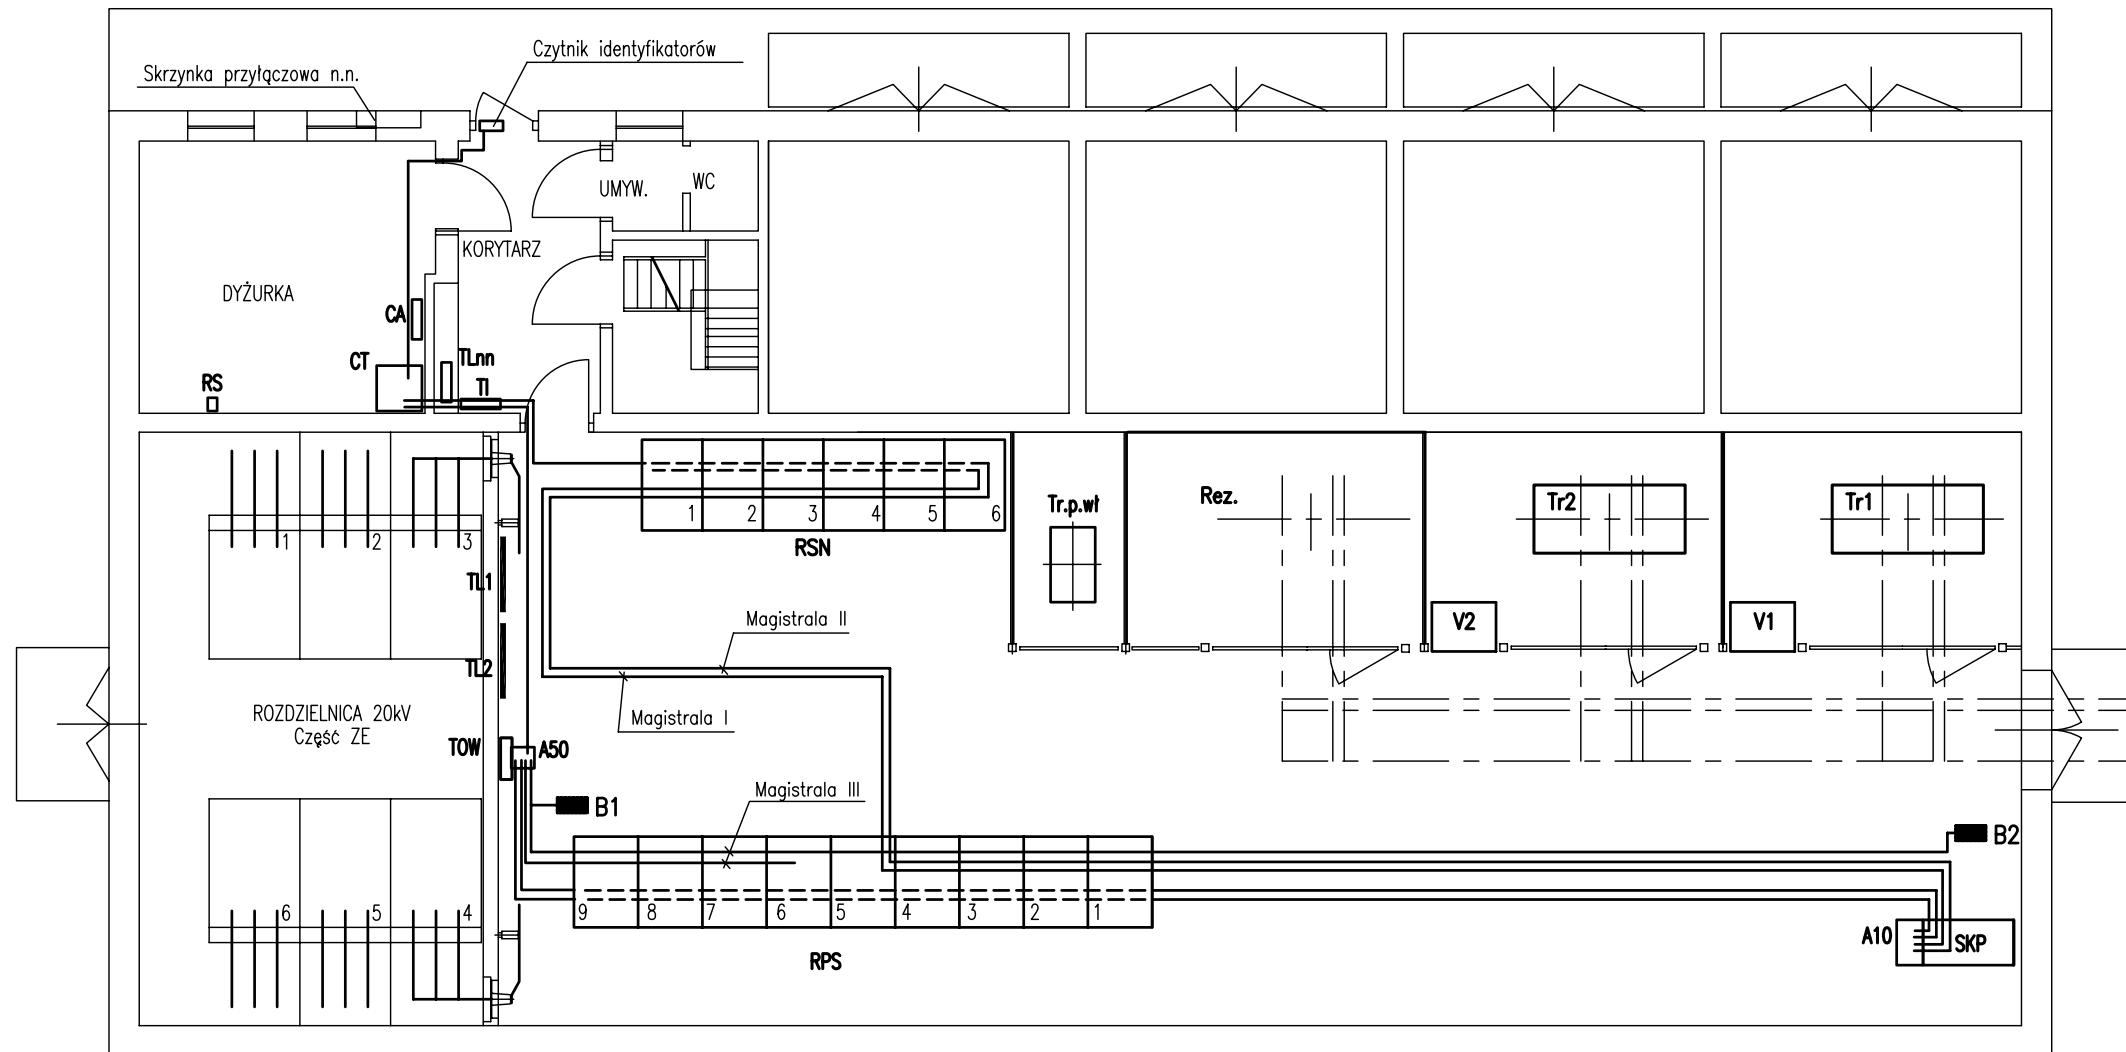 Czytnik identyfikatorów
Skrzynka przyłączowa n.n.
UMYW.
WC
KORYTARZ
DYŻURKA
CA
CT
TLnn
TI
RS
1
2
3
1
2
3
4
5
6
RSN
Tr.p.wł
Rez.
Tr2
Tr1
TL1
TL2
V2
V1
Magistrala II
Magistrala I
ROZDZIELNICA 20kV
Część ZE
TOW
A50
Magistrala III
B1
B2
6
5
4
9
8
7
6
5
4
3
2
1
RPS
A10
SKP